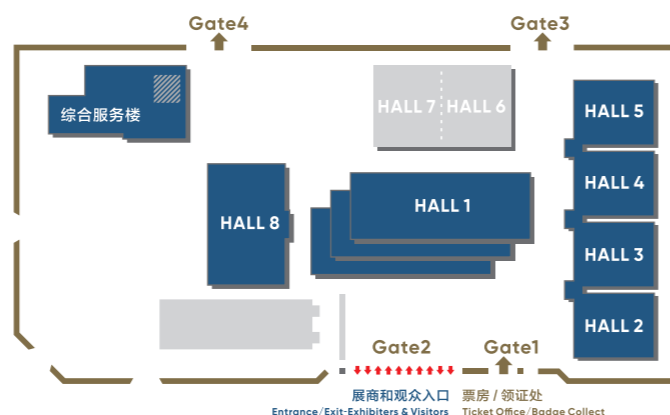 Gate4
Gate3
综合服务楼
HALL 7
HALL 6
HALL 5
HALL 4
HALL 1
HALL 8
HALL 3
HALL 2
Gate2
Gate1
展商和观众入口
票房 / 领证处
Entrance/Exit-Exhibiters & Visitors
Ticket Office/Badge Collect